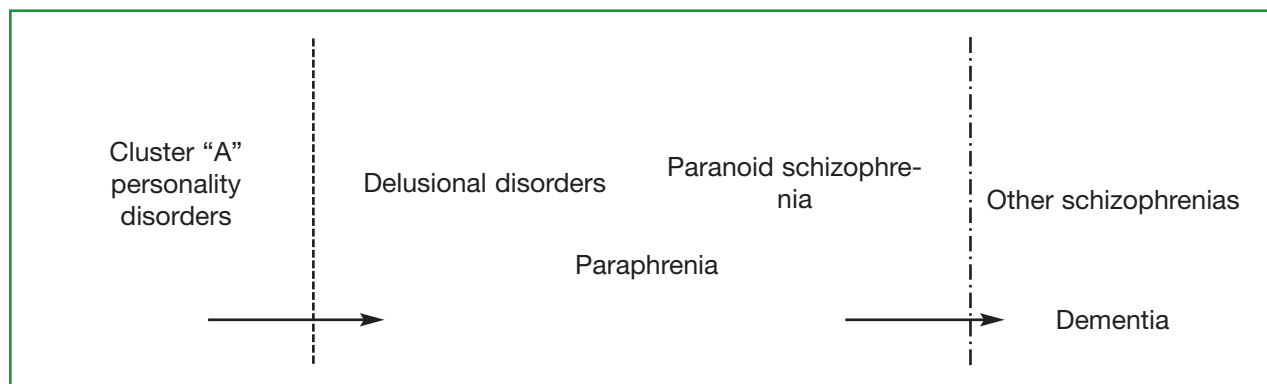 Cluster “A”
personality
disorders
Delusional disorders
Paranoid schizophre-
nia
Paraphrenia
Other schizophrenias
Dementia